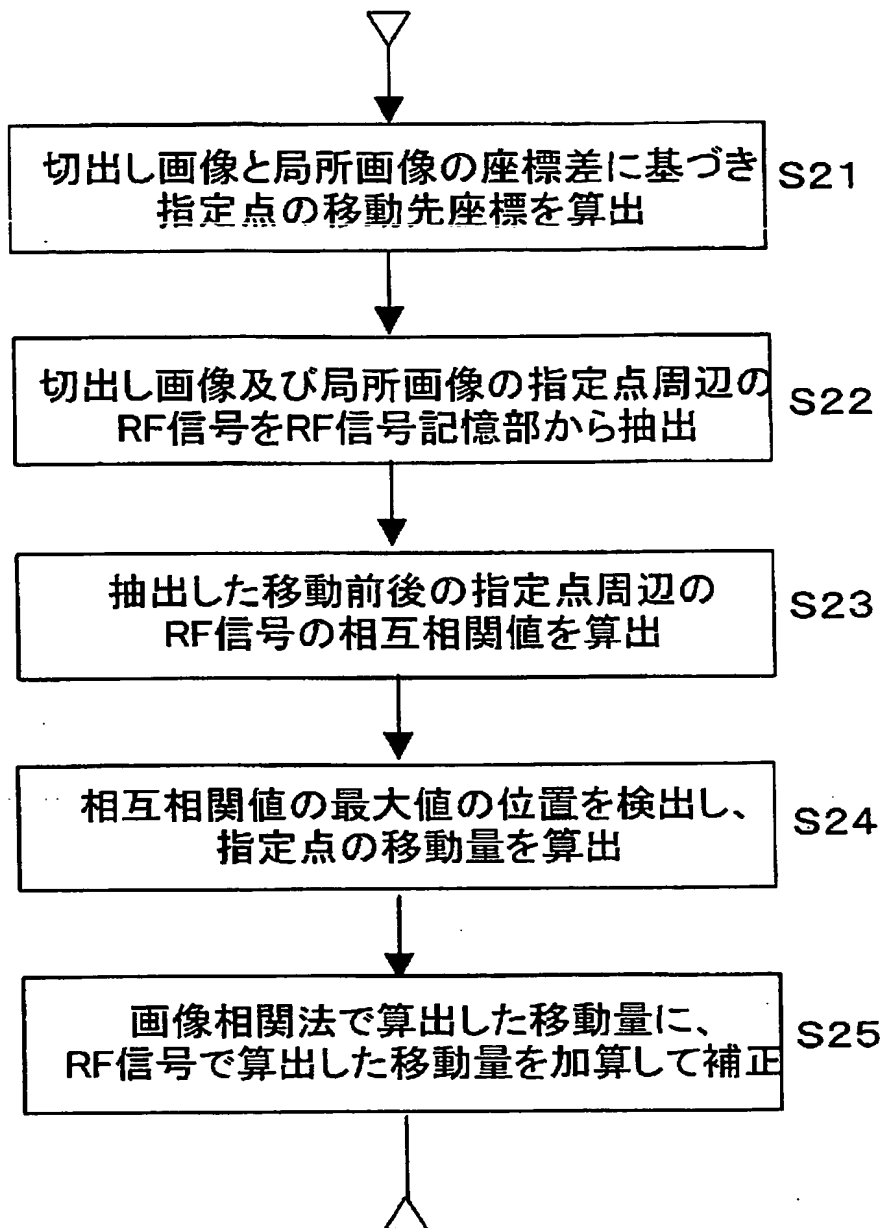 切出し画像と局所画像の座標差に基づき
指定点の移動先座標を算出
S21
切出し画像及び局所画像の指定点周辺の
RF信号をRF信号記憶部から抽出
S22
抽出した移動前後の指定点周辺の
RF信号の相互相関値を算出
S23
相互相関値の最大値の位置を検出し、
指定点の移動量を算出
S24
画像相関法で算出した移動量に、
RF信号で算出した移動量を加算して補正
S25